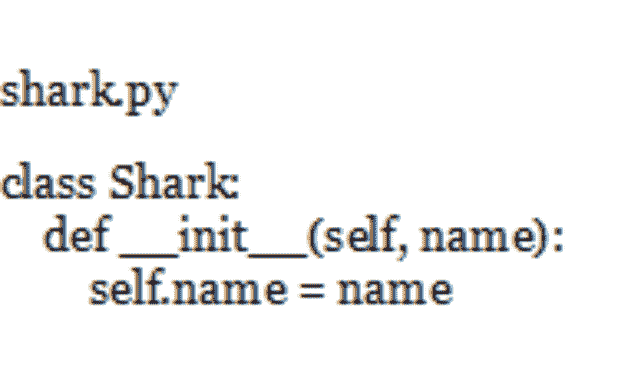 shark.py
class Shark:
def __init__(self, name):
self.name = name